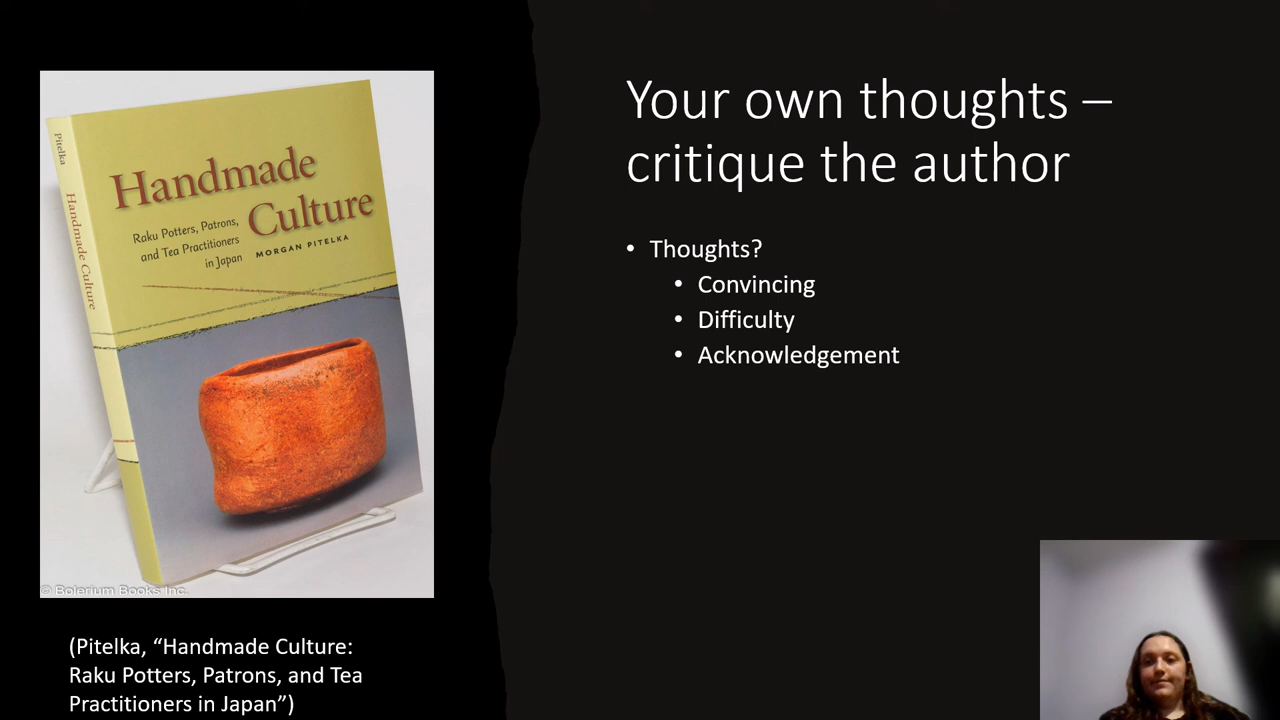 Pitelka
Handmade Culture
Handmade
Culture
Raku Potters, Patrons,
and Tea Practitioners
in Japan
MORGAN PITELKA
© Bolerium Books Inc.
(Pitelka, “Handmade Culture:
Raku Potters, Patrons, and Tea
Practitioners in Japan”)
Your own thoughts –
critique the author
• Thoughts?
• Convincing
• Difficulty
• Acknowledgement